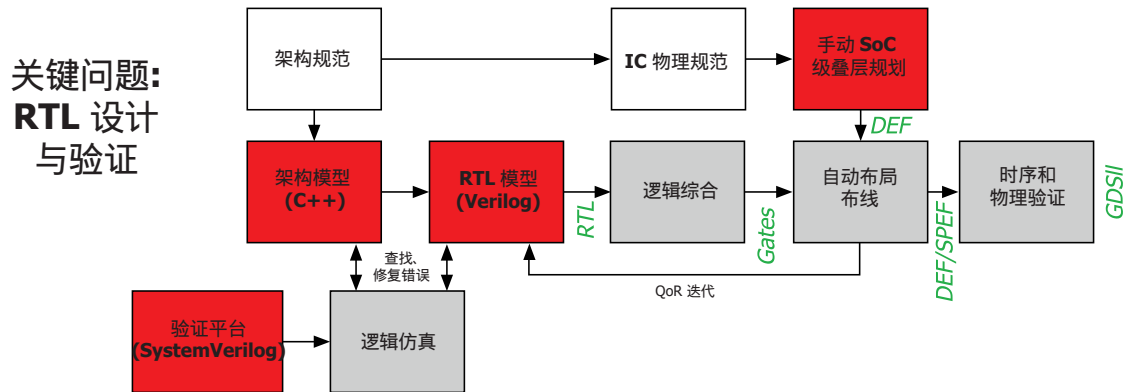 关键问题:
RTL 设计
与验证
架构规范
IC 物理规范
手动 SoC
级叠层规划
DEF
架构模型
(C++)
RTL 模型
(Verilog)
RTL
逻辑综合
Gates
自动布局
布线
DEF/SPEF
时序和
物理验证
GDSII
查找、
修复错误
QoR 迭代
验证平台
(SystemVerilog)
逻辑仿真